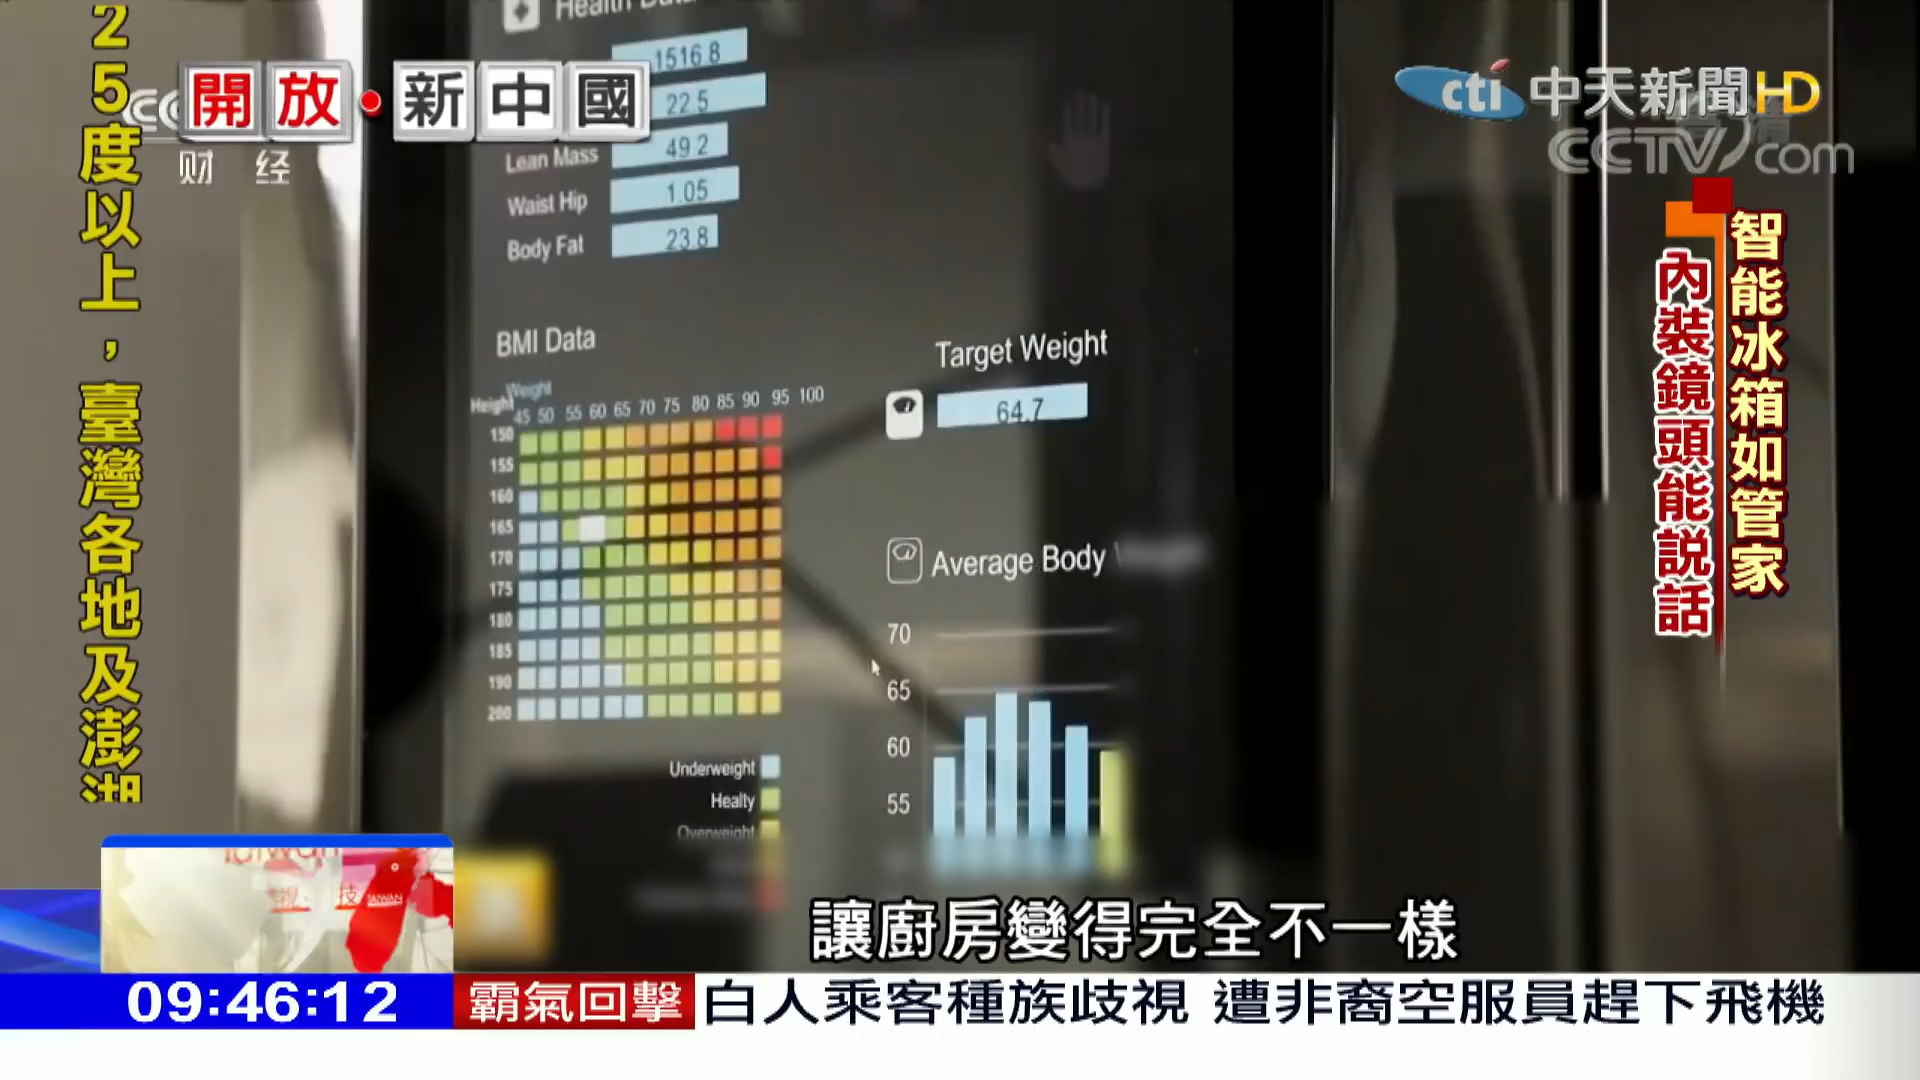 25度以上，臺灣各地及澎湖
開放·新中國
财 经
cti 中天新聞HD
CCTV.com
智能冰箱如管家
內裝鏡頭能説話
Health Data
1516.8
22.5
Lean Mass 49.2
Waist Hip 1.05
Body Fat 23.8
BMI Data
Weight
Height
45 50 55 60 65 70 75 80 85 90 95 100
150
155
160
165
170
175
180
185
190
200
Underweight
Healty
Overweight
Target Weight
64.7
Average Body Weight
70
65
60
55
讓廚房變得完全不一樣
09:46:12
霸氣回擊 白人乘客種族歧視 遭非裔空服員趕下飛機